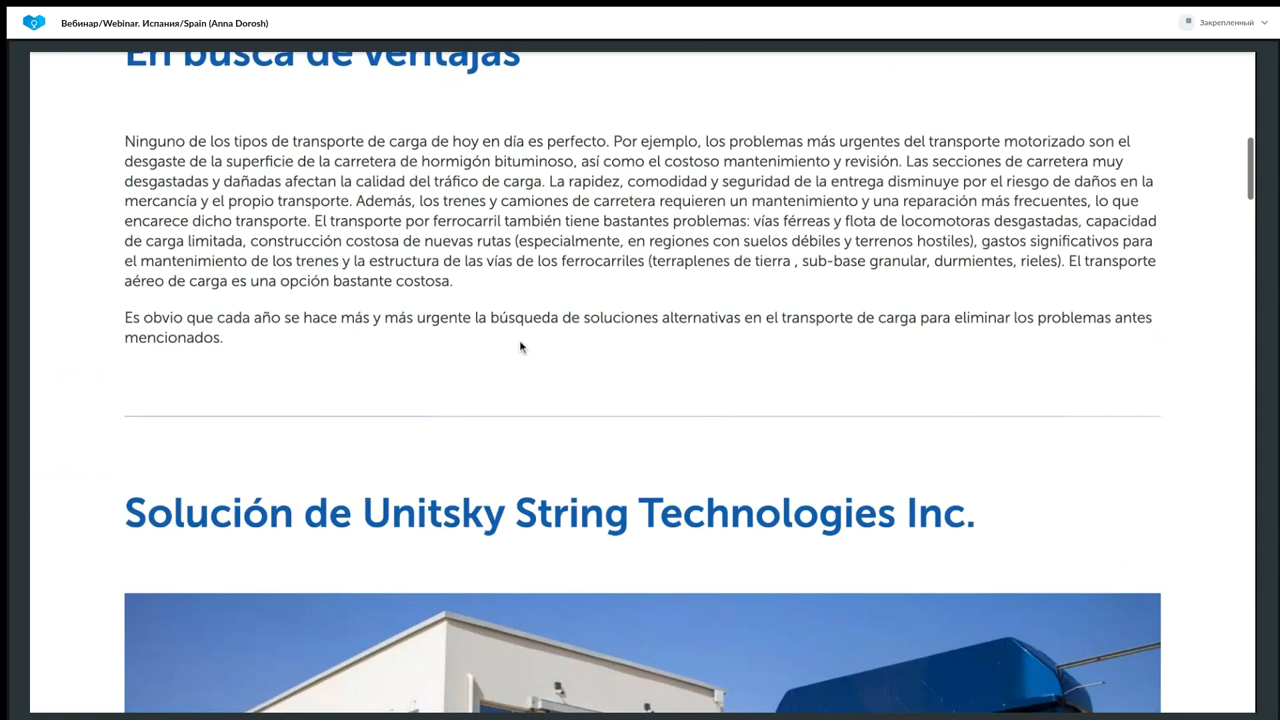 Вебинар/Webinar. Испания/Spain (Anna Dorosh)
Закрепленный
En busca de ventajas
Ninguno de los tipos de transporte de carga de hoy en día es perfecto. Por ejemplo, los problemas más urgentes del transporte motorizado son el
desgaste de la superficie de la carretera de hormigón bituminoso, así como el costoso mantenimiento y revisión. Las secciones de carretera muy
desgastadas y dañadas afectan la calidad del tráfico de carga. La rapidez, comodidad y seguridad de la entrega disminuye por el riesgo de daños en la
mercancía y el propio transporte. Además, los trenes y camiones de carretera requieren un mantenimiento y una reparación más frecuentes, lo que
encarece dicho transporte. El transporte por ferrocarril también tiene bastantes problemas: vías férreas y flota de locomotoras desgastadas, capacidad
de carga limitada, construcción costosa de nuevas rutas (especialmente, en regiones con suelos débiles y terrenos hostiles), gastos significativos para
el mantenimiento de los trenes y la estructura de las vías de los ferrocarriles (terraplenes de tierra , sub-base granular, durmientes, rieles). El transporte
aéreo de carga es una opción bastante costosa.
Es obvio que cada año se hace más y más urgente la búsqueda de soluciones alternativas en el transporte de carga para eliminar los problemas antes
mencionados.
Solución de Unitsky String Technologies Inc.